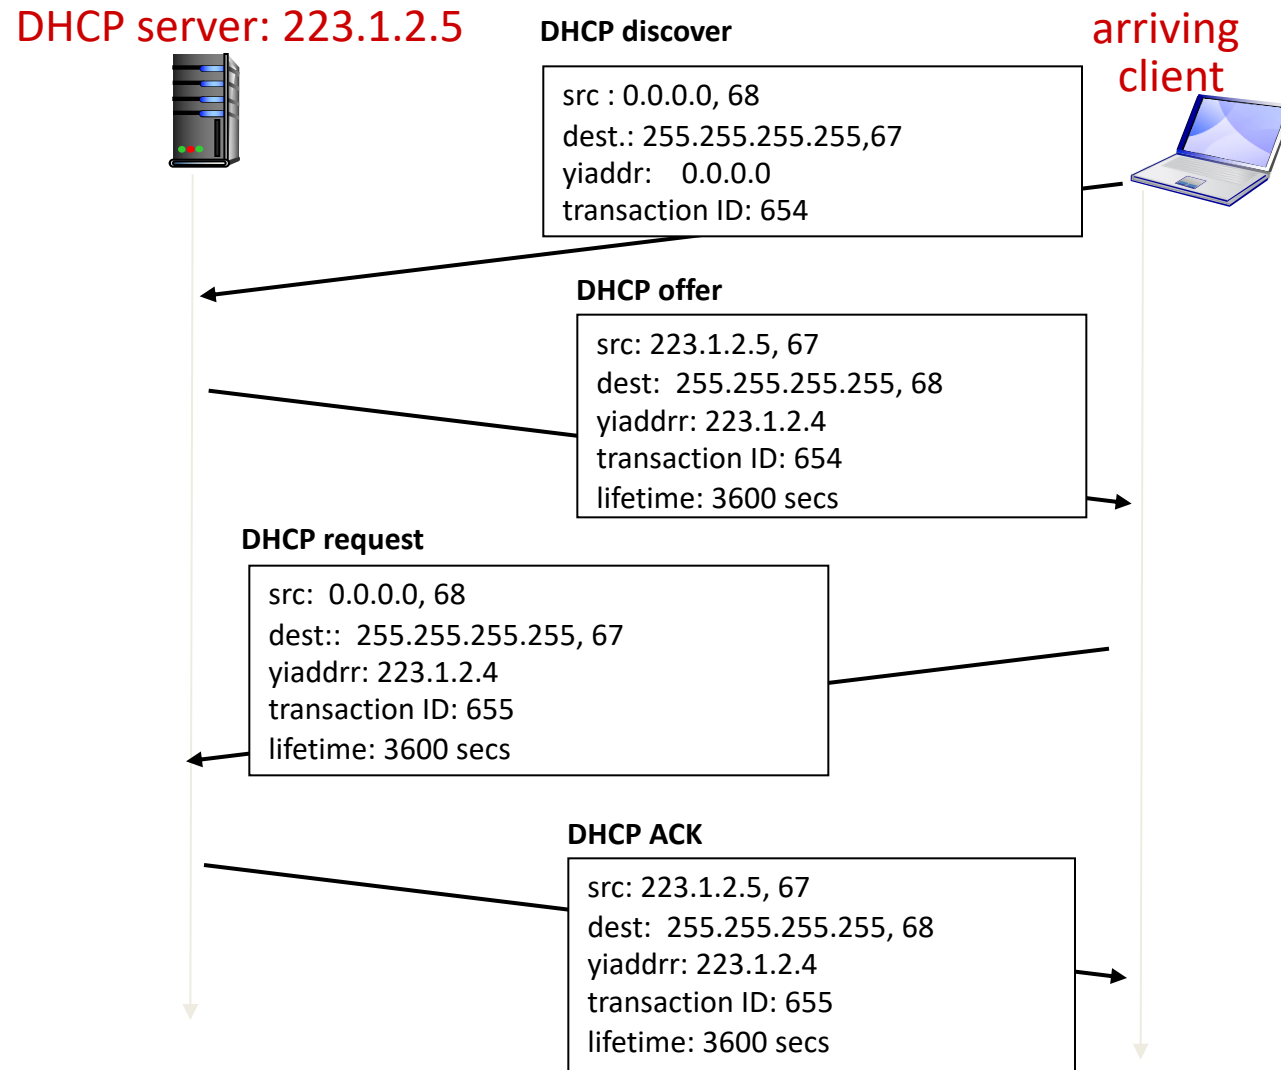 DHCP server: 223.1.2.5
arriving
client
DHCP discover
src : 0.0.0.0, 68
dest.: 255.255.255.255,67
yiaddr: 0.0.0.0
transaction ID: 654
DHCP offer
src: 223.1.2.5, 67
dest: 255.255.255.255, 68
yiaddrr: 223.1.2.4
transaction ID: 654
lifetime: 3600 secs
DHCP request
src: 0.0.0.0, 68
dest:: 255.255.255.255, 67
yiaddrr: 223.1.2.4
transaction ID: 655
lifetime: 3600 secs
DHCP ACK
src: 223.1.2.5, 67
dest: 255.255.255.255, 68
yiaddrr: 223.1.2.4
transaction ID: 655
lifetime: 3600 secs